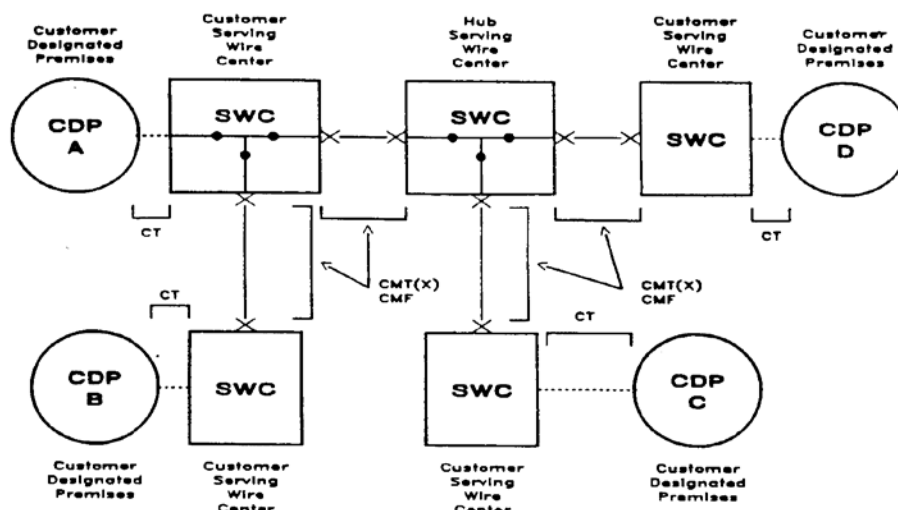 Customer
Designated
Premises
Customer
Serving
Wire
Center
Hub
Serving
Wire
Center
Customer
Serving
Wire
Center
Customer
Designated
Premises
CDP
A
SWC
SWC
SWC
CDP
D
CT
CT
CMT(X)
CMF
CMT(X)
CMF
CT
CT
CDP
B
SWC
SWC
CDP
C
Customer
Designated
Premises
Customer
Serving
Wire
Center
Customer
Serving
Wire
Center
Customer
Designated
Premises